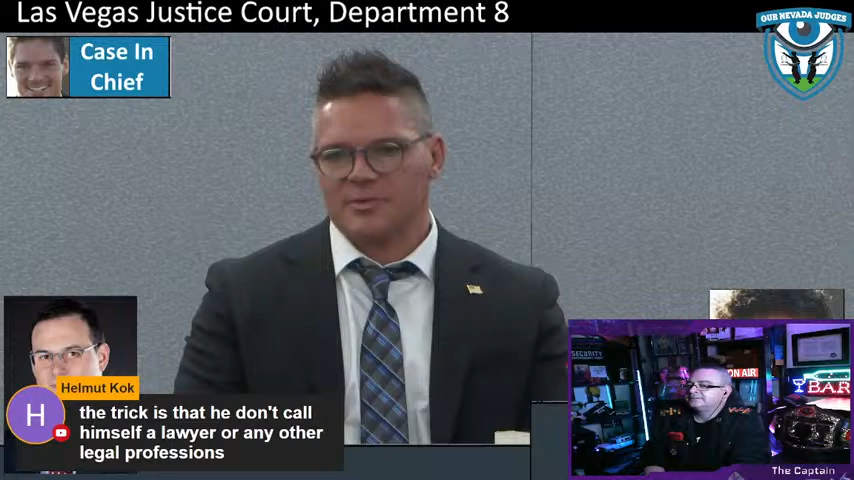 Las Vegas Justice Court, Department 8
OUR NEVADA JUDGES
Case In
Chief
Helmut Kok
H
the trick is that he don't call
himself a lawyer or any other
legal professions
SECURITY
ON AIR
BAR
The Captain